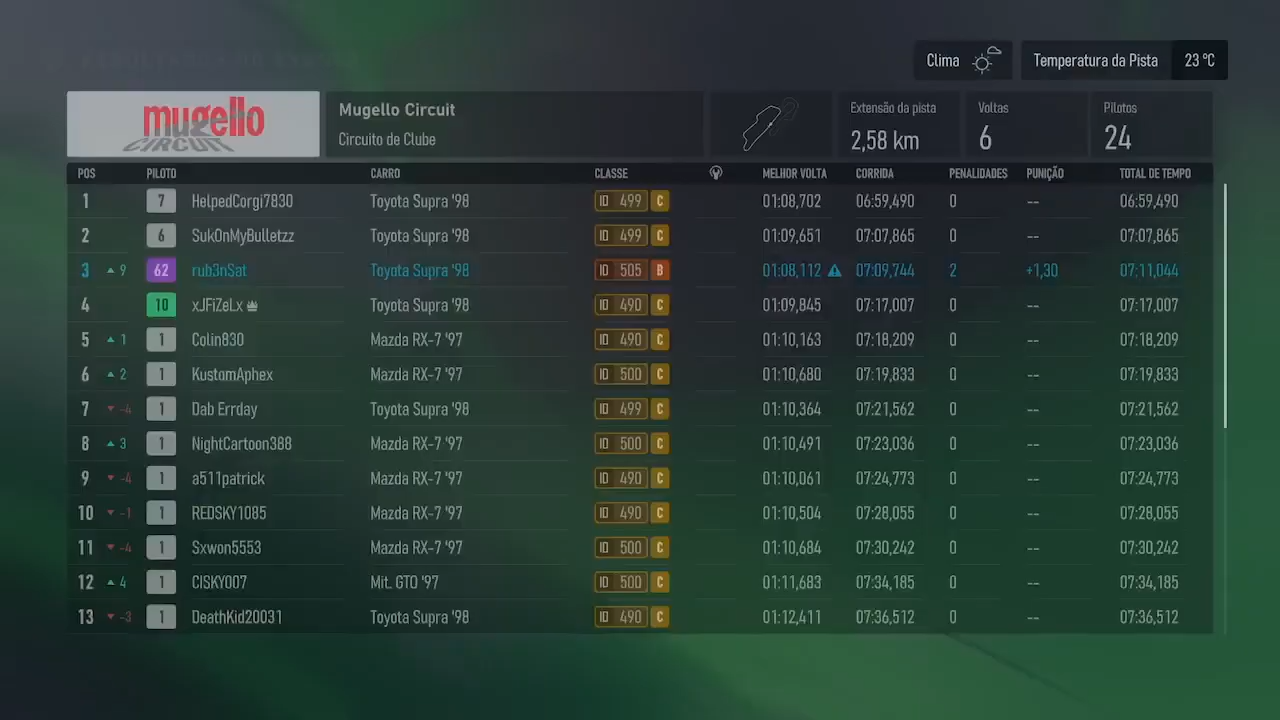 Clima Temperatura da Pista 23 ºC
mugello CIRCUIT
Mugello Circuit
Circuito de Clube
Extensão da pista
2,58 km
Voltas
6
Pilotos
24
POS PILOTO CARRO CLASSE MELHOR VOLTA CORRIDA PENALIDADES PUNIÇÃO TOTAL DE TEMPO
1 7 HelpedCorgi7830 Toyota Supra '98 ID 499 C 01:08,702 06:59,490 0 -- 06:59,490
2 6 SukOnMyBulletzz Toyota Supra '98 ID 499 C 01:09,651 07:07,865 0 -- 07:07,865
3 9 62 rub3nSat Toyota Supra '98 ID 505 B 01:08,112 07:09,744 2 +1,30 07:11,044
4 10 xJFiZeLx Toyota Supra '98 ID 490 C 01:09,845 07:17,007 0 -- 07:17,007
5 1 1 Colin830 Mazda RX-7 '97 ID 490 C 01:10,163 07:18,209 0 -- 07:18,209
6 2 1 KustomAphex Mazda RX-7 '97 ID 500 C 01:10,680 07:19,833 0 -- 07:19,833
7 -4 1 Dab Errday Toyota Supra '98 ID 499 C 01:10,364 07:21,562 0 -- 07:21,562
8 3 1 NightCartoon388 Mazda RX-7 '97 ID 500 C 01:10,491 07:23,036 0 -- 07:23,036
9 -4 1 a511patrick Mazda RX-7 '97 ID 490 C 01:10,061 07:24,773 0 -- 07:24,773
10 -1 1 REDSKY1085 Mazda RX-7 '97 ID 490 C 01:10,504 07:28,055 0 -- 07:28,055
11 -4 1 Sxwon5553 Mazda RX-7 '97 ID 500 C 01:10,684 07:30,242 0 -- 07:30,242
12 4 1 CISKY007 Mit. GTO '97 ID 500 C 01:11,683 07:34,185 0 -- 07:34,185
13 -3 1 DeathKid20031 Toyota Supra '98 ID 490 C 01:12,411 07:36,512 0 -- 07:36,512